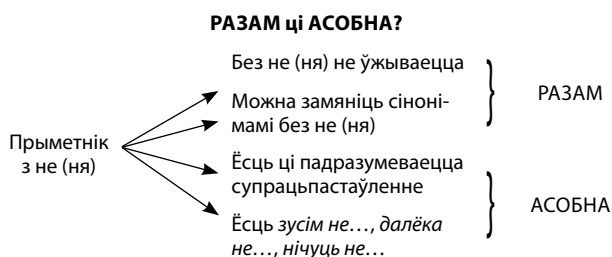 РАЗАМ ці АСОБНА?
Без не (ня) не ўжываецца
Можна замяніць сіноні-
мамі без не (ня)
РАЗАМ
Прыметнік
з не (ня)
Ёсць ці падразумеваецца
супрацьпастаўленне
Ёсць зусім не…, далёка
не…, нічуць не…
АСОБНА